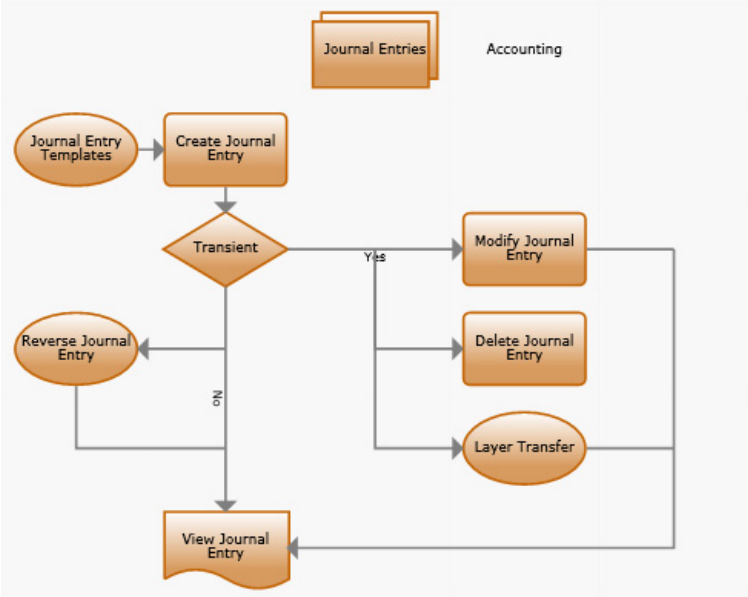 Journal Entries
Accounting
Journal Entry
Templates
Create Journal
Entry
Transient
Yes
Modify Journal
Entry
Reverse Journal
Entry
Delete Journal
Entry
No
Layer Transfer
View Journal
Entry